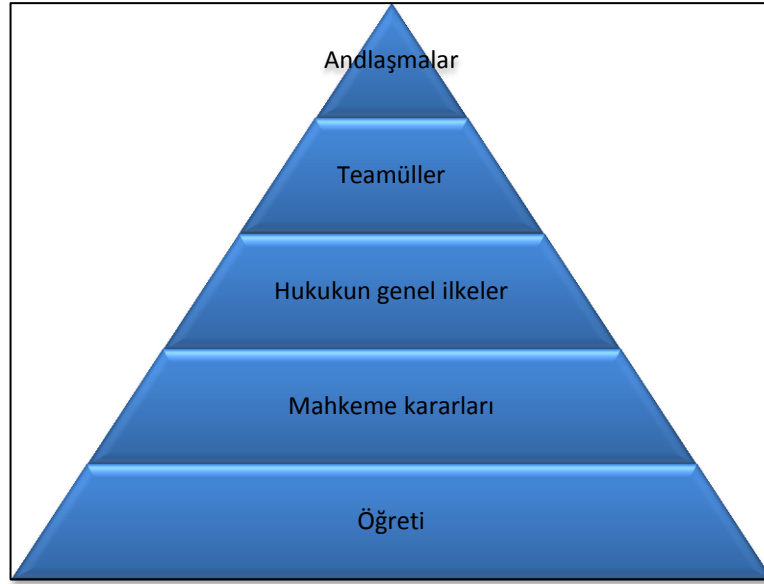 Andlaşmalar
Teamüller
Hukukun genel ilkeler
Mahkeme kararları
Öğreti